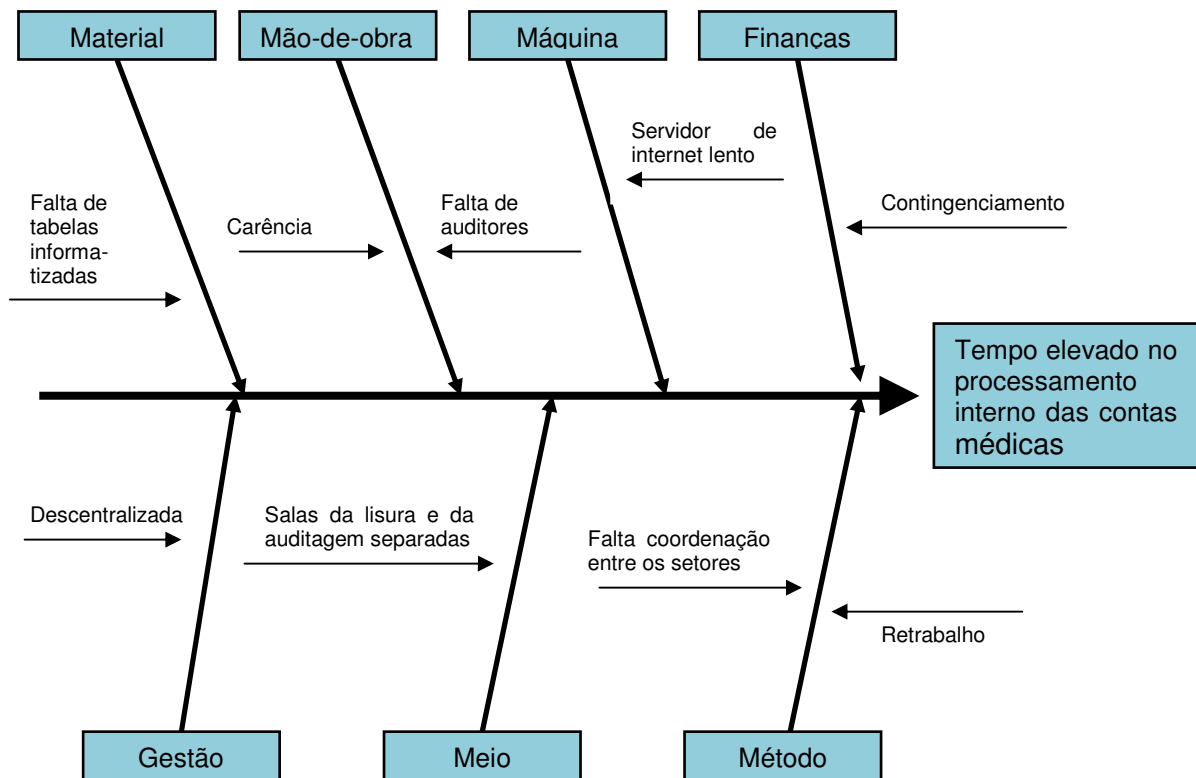 Material
Mão-de-obra
Máquina
Finanças
Servidor de
internet lento
Falta de
tabelas
informa-
tizadas
Carência
Falta de
auditores
Contingenciamento
Tempo elevado no
processamento
interno das contas
médicas
Descentralizada
Salas da lisura e da
auditagem separadas
Falta coordenação
entre os setores
Retrabalho
Gestão
Meio
Método